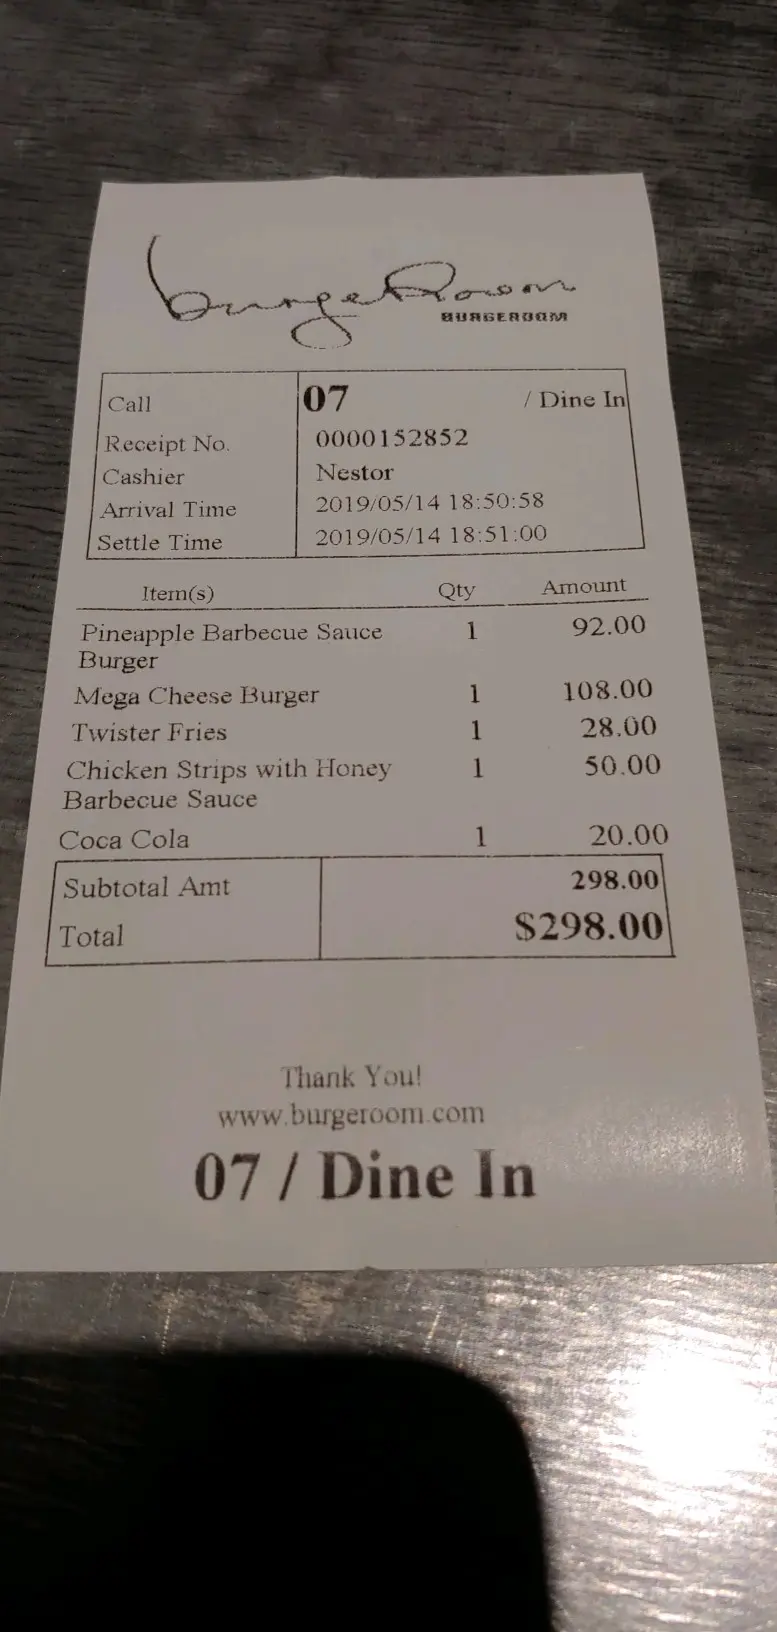 burgeRoom
BURGEROOM
Call 07 / Dine In
Receipt No. 0000152852
Cashier Nestor
Arrival Time 2019/05/14 18:50:58
Settle Time 2019/05/14 18:51:00
Item(s) Qty Amount
Pineapple Barbecue Sauce 1 92.00
Burger
Mega Cheese Burger 1 108.00
Twister Fries 1 28.00
Chicken Strips with Honey 1 50.00
Barbecue Sauce
Coca Cola 1 20.00
Subtotal Amt 298.00
Total $298.00
Thank You!
www.burgeroom.com
07 / Dine In